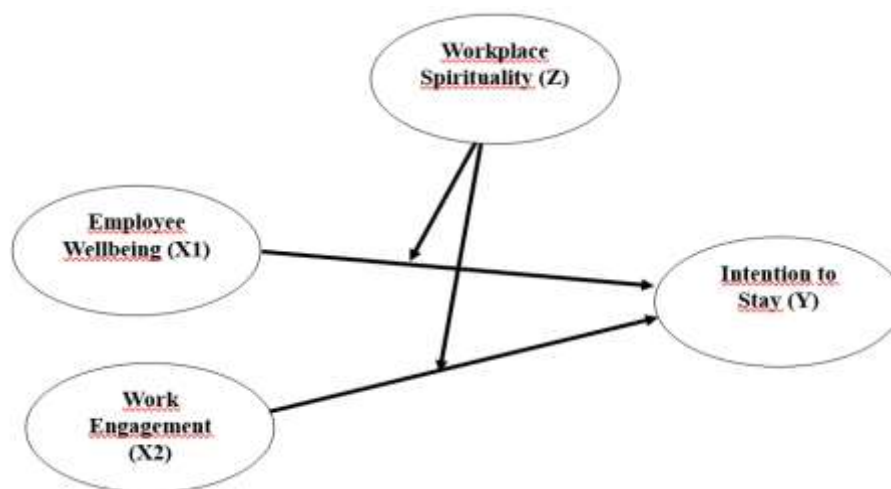 Workplace
Spirituality (Z)
Employee
Wellbeing (X1)
Intention to
Stay (Y)
Work
Engagement
(X2)